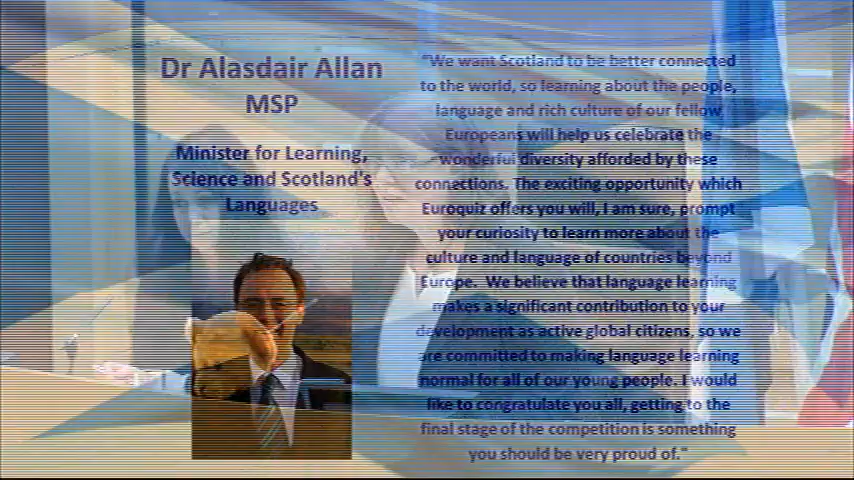 Dr Alasdair Allan
MSP
Minister for Learning,
Science and Scotland's
Languages
"We want Scotland to be better connected
to the world, so learning about the people,
language and rich culture of our fellow
Europeans will help us celebrate the
wonderful diversity afforded by these
connections. The exciting opportunity which
Euroquiz offers you will, I am sure, prompt
your curiosity to learn more about the
culture and language of countries beyond
Europe. We believe that language learning
makes a significant contribution to your
development as active global citizens, so we
are committed to making language learning
normal for all of our young people. I would
like to congratulate you all, getting to the
final stage of the competition is something
you should be very proud of."